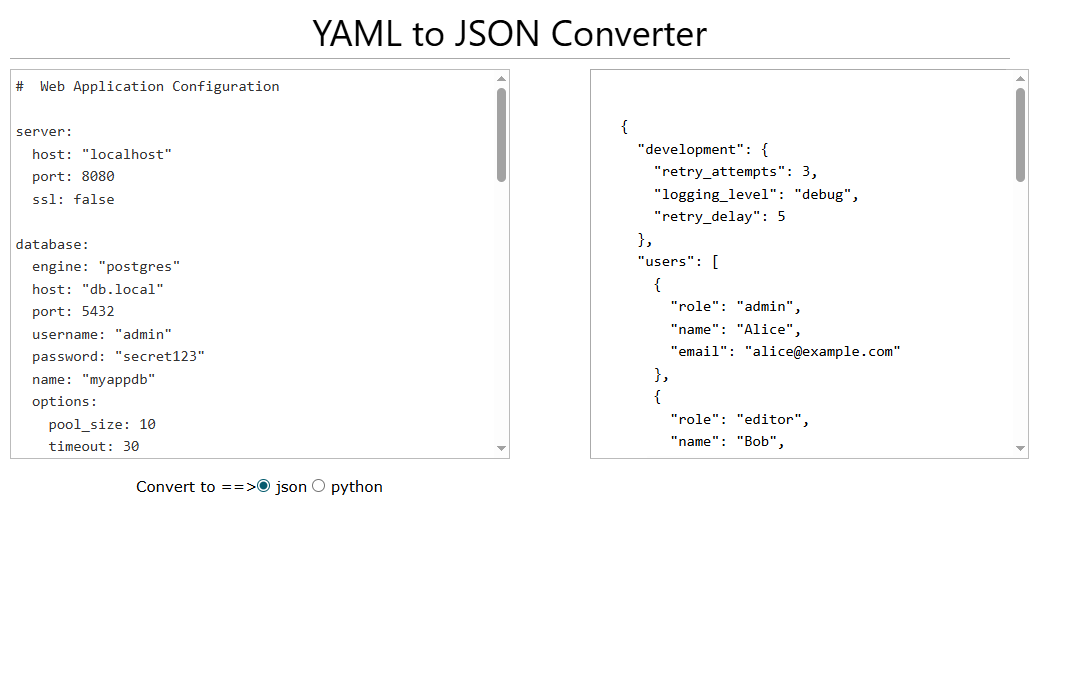 YAML to JSON Converter
#  Web Application Configuration
server:
  host: "localhost"
  port: 8080
  ssl: false
database:
  engine: "postgres"
  host: "db.local"
  port: 5432
  username: "admin"
  password: "secret123"
  name: "myappdb"
  options:
    pool_size: 10
    timeout: 30
{
  "development": {
    "retry_attempts": 3,
    "logging_level": "debug",
    "retry_delay": 5
  },
  "users": [
    {
      "role": "admin",
      "name": "Alice",
      "email": "alice@example.com"
    },
    {
      "role": "editor",
      "name": "Bob",
Convert to ==> json python